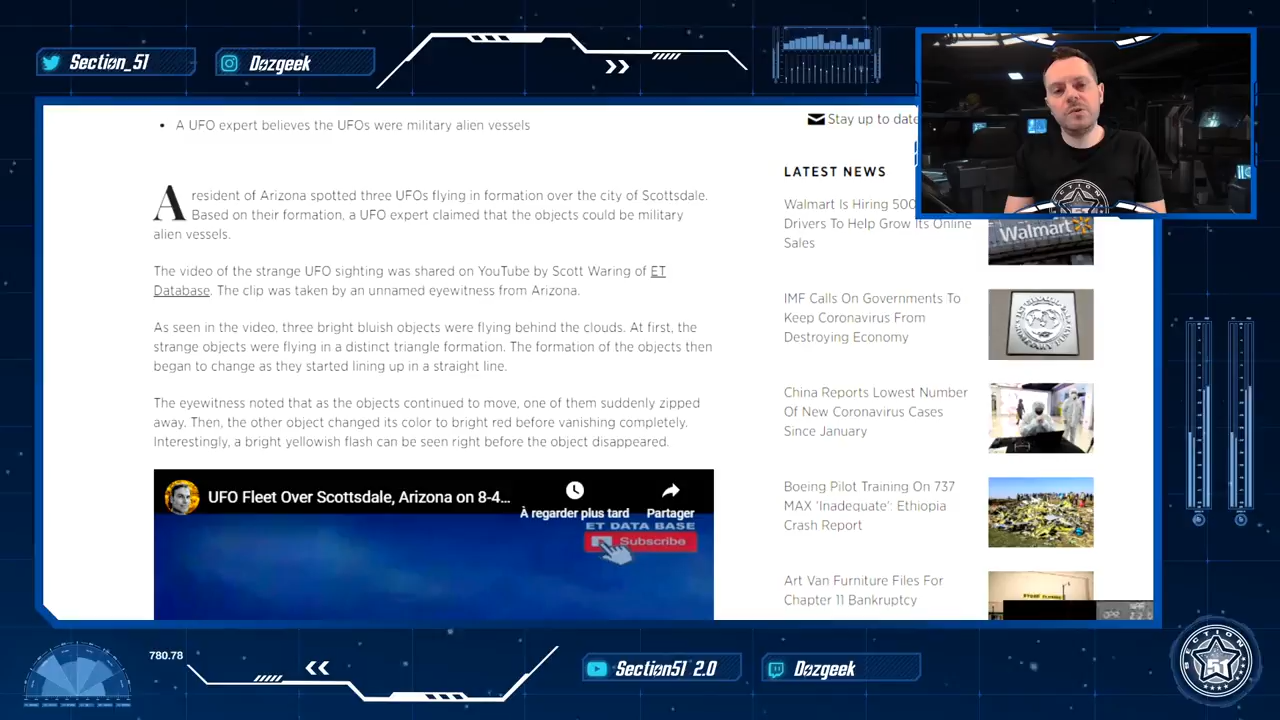 Section_51
Dazgeek
A UFO expert believes the UFOs were military alien vessels
A resident of Arizona spotted three UFOs flying in formation over the city of Scottsdale.
Based on their formation, a UFO expert claimed that the objects could be military
alien vessels.
The video of the strange UFO sighting was shared on YouTube by Scott Waring of ET
Database. The clip was taken by an unnamed eyewitness from Arizona.
As seen in the video, three bright bluish objects were flying behind the clouds. At first, the
strange objects were flying in a distinct triangle formation. The formation of the objects then
began to change as they started lining up in a straight line.
The eyewitness noted that as the objects continued to move, one of them suddenly zipped
away. Then, the other object changed its color to bright red before vanishing completely.
Interestingly, a bright yellowish flash can be seen right before the object disappeared.
UFO Fleet Over Scottsdale, Arizona on 8-4...
À regarder plus tard
Partager
ET DATA BASE
Subscribe
Stay up to date
LATEST NEWS
Walmart Is Hiring 500
Drivers To Help Grow Its Online
Sales
Walmart
IMF Calls On Governments To
Keep Coronavirus From
Destroying Economy
China Reports Lowest Number
Of New Coronavirus Cases
Since January
Boeing Pilot Training On 737
MAX 'Inadequate': Ethiopia
Crash Report
Art Van Furniture Files For
Chapter 11 Bankruptcy
780.78
Section51 2.0
Dazgeek
SECTION
51